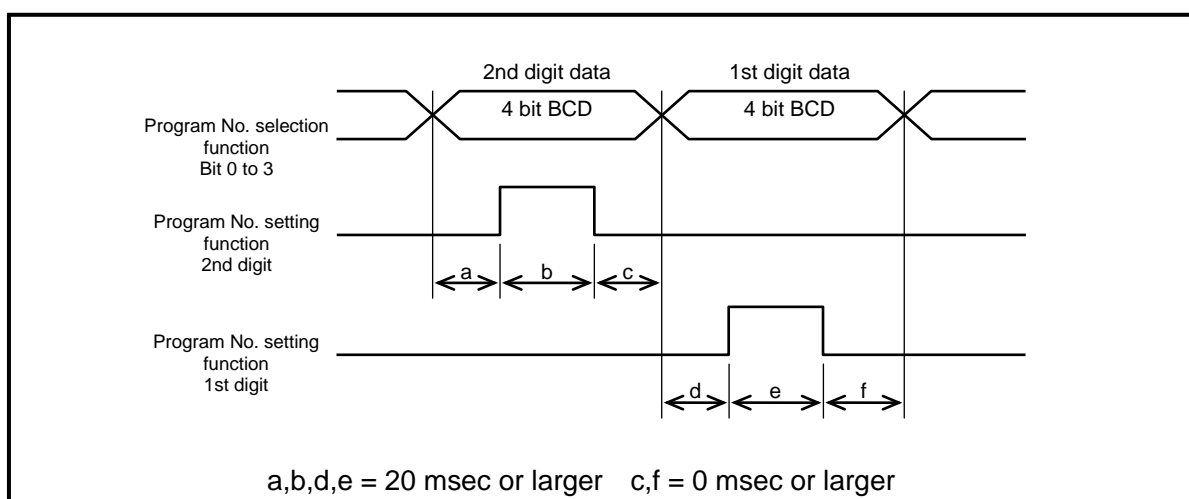 2nd digit data
1st digit data
4 bit BCD
4 bit BCD
Program No. selection
function
Bit 0 to 3
Program No. setting
function
2nd digit
a
b
c
Program No. setting
function
1st digit
d
e
f
a,b,d,e = 20 msec or larger c,f = 0 msec or larger